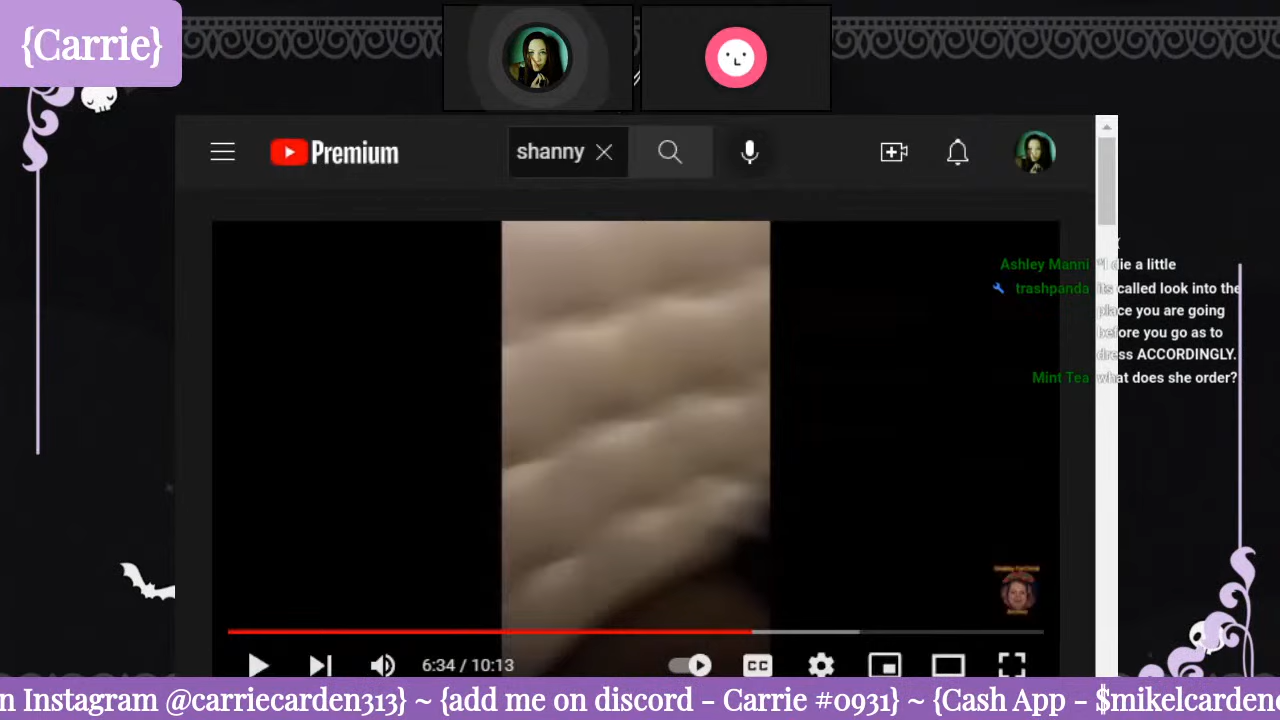 {Carrie}
Premium
shanny
Ashley Manni "I die a little
trashpanda its called look into the
place you are going
before you go as to
dress ACCORDINGLY.
Mint Tea what does she order?
6:34 / 10:13
CC
n Instagram @carriecarden313} ~ {add me on discord - Carrie #0931} ~ {Cash App - $mikelcarden